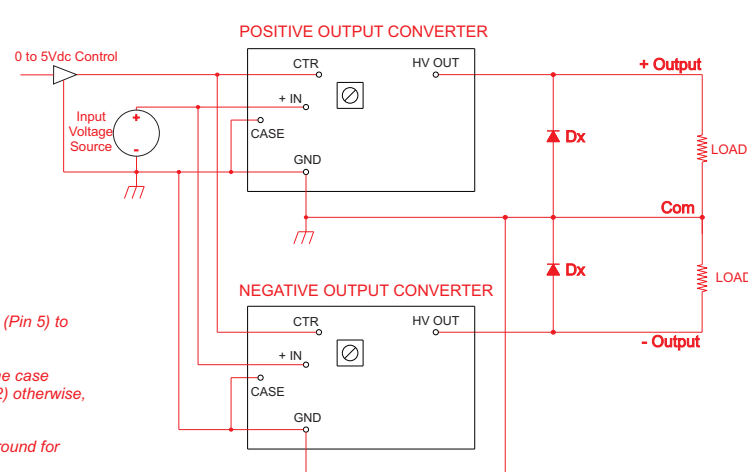 POSITIVE OUTPUT CONVERTER
0 to 5Vdc Control
CTR
HV OUT
+ Output
+ IN
Input
Voltage
Source
+
-
CASE
Dx
LOAD
GND
Com
Dx
LOAD
NEGATIVE OUTPUT CONVERTER
(Pin 5) to
CTR
HV OUT
- Output
+ IN
case
2) otherwise,
CASE
GND
round for